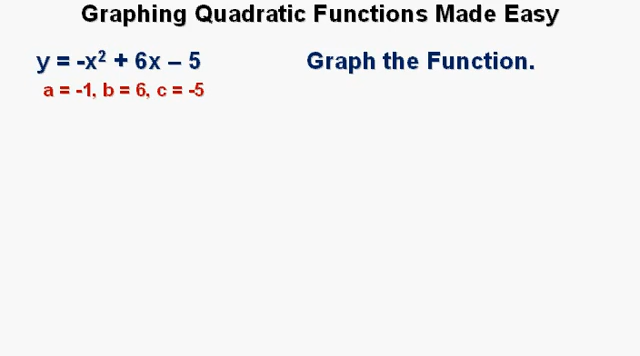 Graphing Quadratic Functions Made Easy
y = -x² + 6x – 5
Graph the Function.
a = -1, b = 6, c = -5